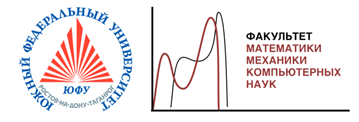 ЮЖНЫЙ ФЕДЕРАЛЬНЫЙ УНИВЕРСИТЕТ
ЮФУ
РОСТОВ-НА-ДОНУ-ТАГАНРОГ
ФАКУЛЬТЕТ
МАТЕМАТИКИ
МЕХАНИКИ
КОМПЬЮТЕРНЫХ
НАУК